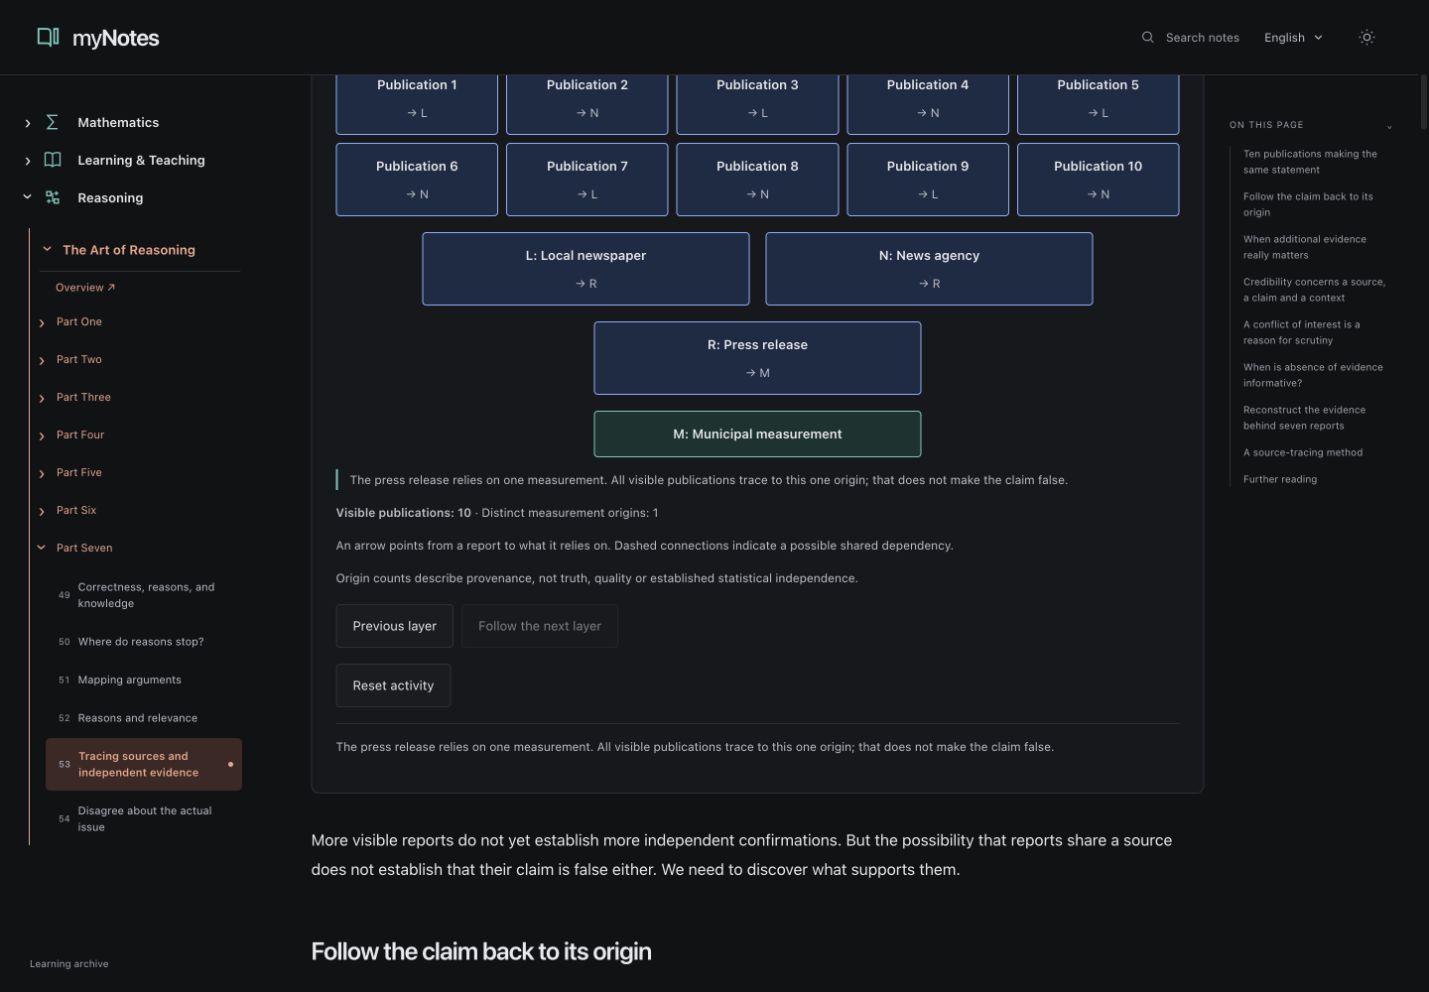 myNotes
Search notes
English
Mathematics
Learning & Teaching
Reasoning
The Art of Reasoning
Overview ↗
Part One
Part Two
Part Three
Part Four
Part Five
Part Six
Part Seven
49 Correctness, reasons, and
knowledge
50 Where do reasons stop?
51 Mapping arguments
52 Reasons and relevance
53 Tracing sources and
independent evidence
54 Disagree about the actual
issue
Learning archive
Publication 1
→ L
Publication 2
→ N
Publication 3
→ L
Publication 4
→ N
Publication 5
→ L
Publication 6
→ N
Publication 7
→ L
Publication 8
→ N
Publication 9
→ L
Publication 10
→ N
L: Local newspaper
→ R
N: News agency
→ R
R: Press release
→ M
M: Municipal measurement
The press release relies on one measurement. All visible publications trace to this one origin; that does not make the claim false.
Visible publications: 10 · Distinct measurement origins: 1
An arrow points from a report to what it relies on. Dashed connections indicate a possible shared dependency.
Origin counts describe provenance, not truth, quality or established statistical independence.
Previous layer
Follow the next layer
Reset activity
The press release relies on one measurement. All visible publications trace to this one origin; that does not make the claim false.
More visible reports do not yet establish more independent confirmations. But the possibility that reports share a source
does not establish that their claim is false either. We need to discover what supports them.
Follow the claim back to its origin
ON THIS PAGE
Ten publications making the
same statement
Follow the claim back to its
origin
When additional evidence
really matters
Credibility concerns a source,
a claim and a context
A conflict of interest is a
reason for scrutiny
When is absence of evidence
informative?
Reconstruct the evidence
behind seven reports
A source-tracing method
Further reading